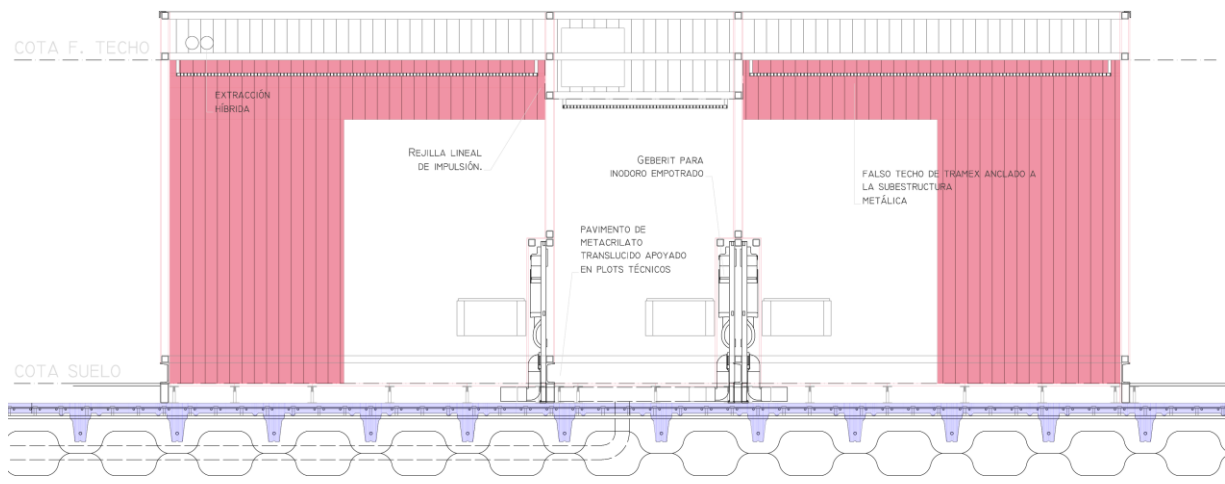 COTA F. TECHO
EXTRACCIÓN
HÍBRIDA
REJILLA LINEAL
DE IMPULSIÓN.
GEBERIT PARA
INODORO EMPOTRADO
FALSO TECHO DE TRAMEX ANCLADO A
LA SUBESTRUCTURA
METÁLICA
PAVIMENTO DE
METACRILATO
TRANSLUCIDO APOYADO
EN PLOTS TÉCNICOS
COTA SUELO